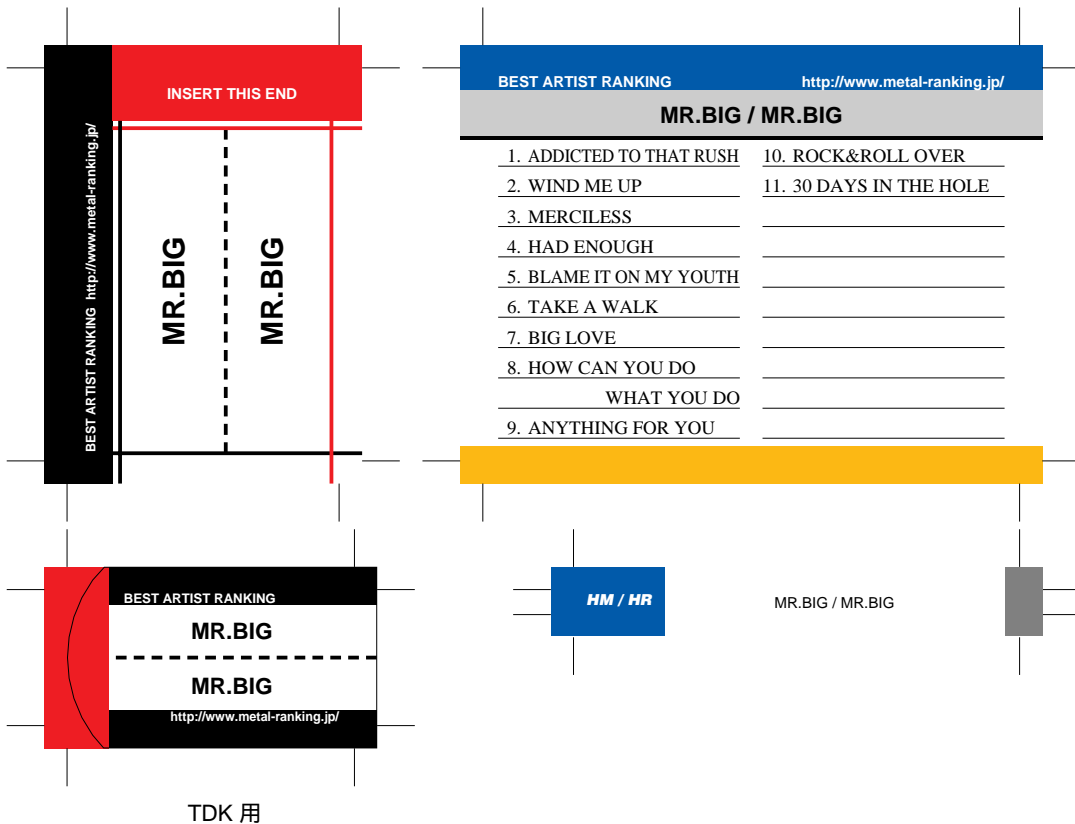 INSERT THIS END
BEST ARTIST RANKING http://www.metal-ranking.jp/
MR.BIG
MR.BIG
BEST ARTIST RANKING http://www.metal-ranking.jp/
MR.BIG / MR.BIG
1. ADDICTED TO THAT RUSH
2. WIND ME UP
3. MERCILESS
4. HAD ENOUGH
5. BLAME IT ON MY YOUTH
6. TAKE A WALK
7. BIG LOVE
8. HOW CAN YOU DO
WHAT YOU DO
9. ANYTHING FOR YOU
10. ROCK&ROLL OVER
11. 30 DAYS IN THE HOLE
BEST ARTIST RANKING
MR.BIG
MR.BIG
http://www.metal-ranking.jp/
TDK 用
HM / HR
MR.BIG / MR.BIG